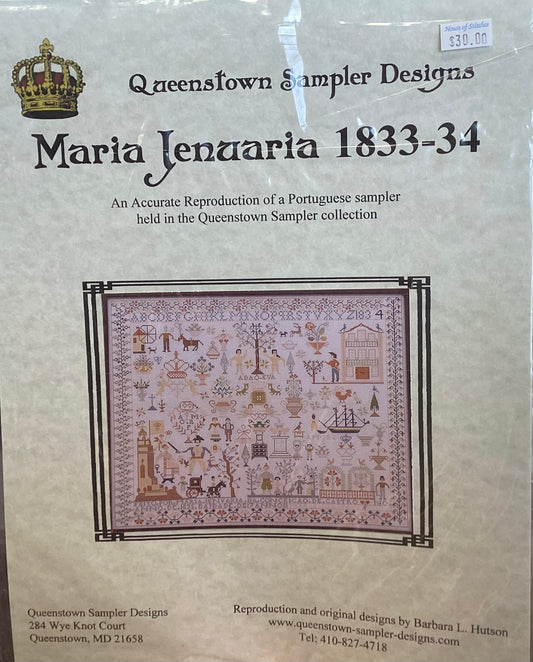 House of Stitches
$30.00
Queenstown Sampler Designs
Maria Jenuaria 1833-34
An Accurate Reproduction of a Portuguese sampler
held in the Queenstown Sampler collection
1834
ADAO EVA
Queenstown Sampler Designs
284 Wye Knot Court
Queenstown, MD 21658
Reproduction and original designs by Barbara L. Hutson
www.queenstown-sampler-designs.com
Tel: 410-827-4718